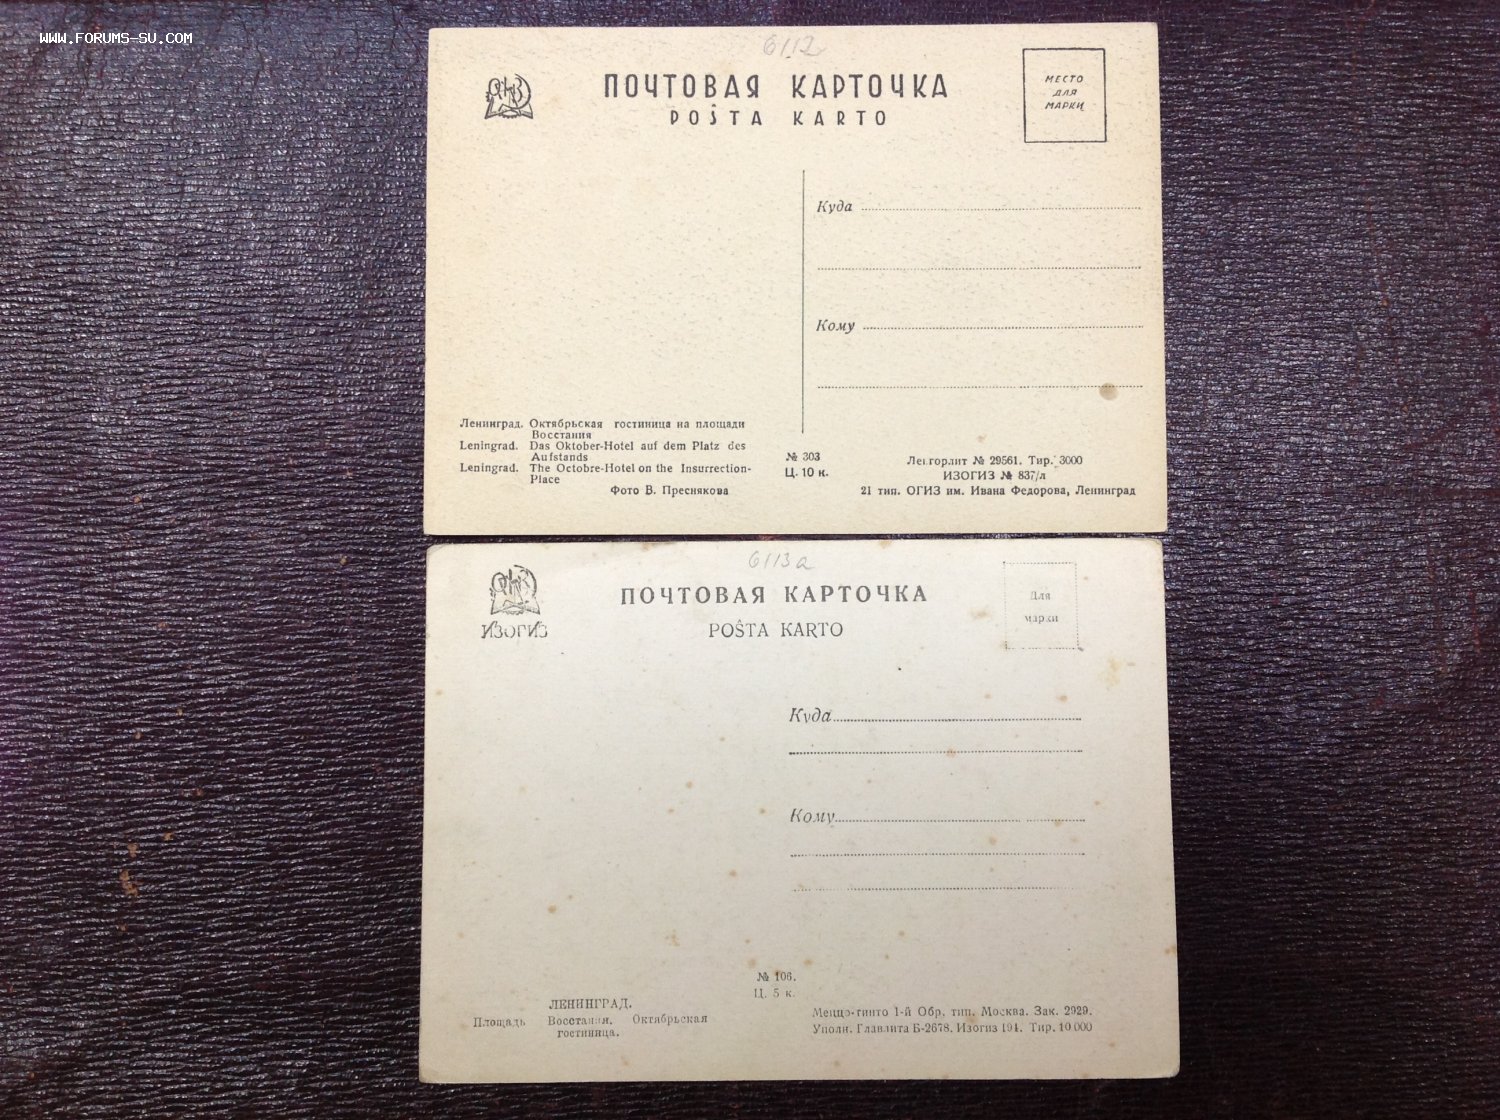 WWW.FORUMS-SU.COM
6112
ПОЧТОВАЯ КАРТОЧКА
POŜTA KARTO
МЕСТО
ДЛЯ
МАРКИ
Куда
Кому
Ленинград. Октябрьская гостиница на площади
Восстания
Leningrad. Das Oktober-Hotel auf dem Platz des
Aufstands
Leningrad. The Octobre-Hotel on the Insurrection-
Place
Фото В. Преснякова
№ 303
Ц. 10 к.
Ленгорлит № 29561. Тир. 3000
ИЗОГИЗ № 837/л
21 тип. ОГИЗ им. Ивана Федорова, Ленинград
6113а
ИЗОГИЗ
ПОЧТОВАЯ КАРТОЧКА
POŜTA KARTO
Для
марки
Куда
Кому
№ 106.
Ц. 5 к.
ЛЕНИНГРАД.
Площадь Восстания. Октябрьская
гостиница.
Меццо-тинто 1-й Обр. тип. Москва. Зак. 2929.
Уполн. Главлита Б-2678. Изогиз 194. Тир. 10 000